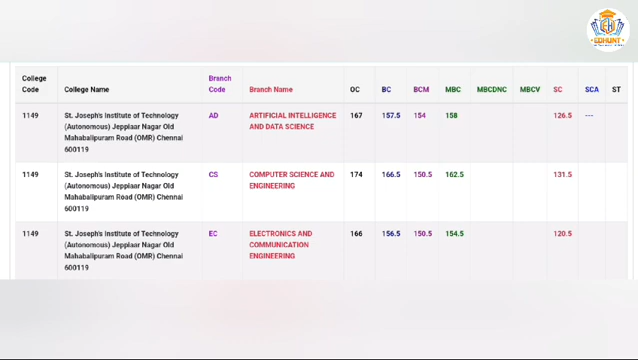 EDHUNT
College Code College Name Branch Code Branch Name OC BC BCM MBC MBCDNC MBCV SC SCA ST
1149 St. Joseph's Institute of Technology (Autonomous) Jeppiaar Nagar Old Mahabalipuram Road (OMR) Chennai 600119 AD ARTIFICIAL INTELLIGENCE AND DATA SCIENCE 167 157.5 154 158 126.5 ---
1149 St. Joseph's Institute of Technology (Autonomous) Jeppiaar Nagar Old Mahabalipuram Road (OMR) Chennai 600119 CS COMPUTER SCIENCE AND ENGINEERING 174 166.5 150.5 162.5 131.5
1149 St. Joseph's Institute of Technology (Autonomous) Jeppiaar Nagar Old Mahabalipuram Road (OMR) Chennai 600119 EC ELECTRONICS AND COMMUNICATION ENGINEERING 166 156.5 150.5 154.5 120.5